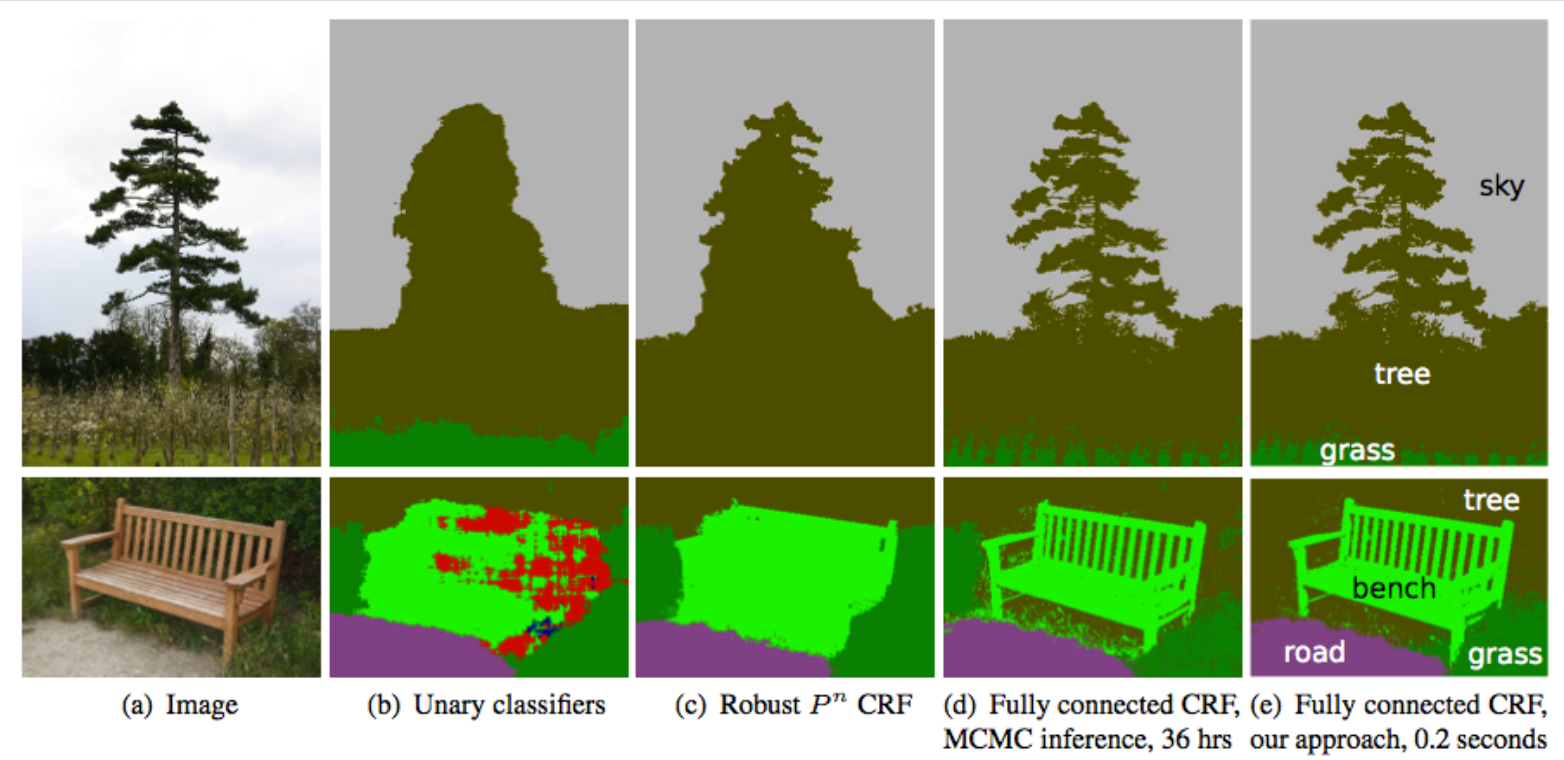 sky
tree
grass
tree
bench
road
grass
(a) Image
(b) Unary classifiers
(c) Robust Pⁿ CRF
(d) Fully connected CRF,
MCMC inference, 36 hrs
(e) Fully connected CRF,
our approach, 0.2 seconds